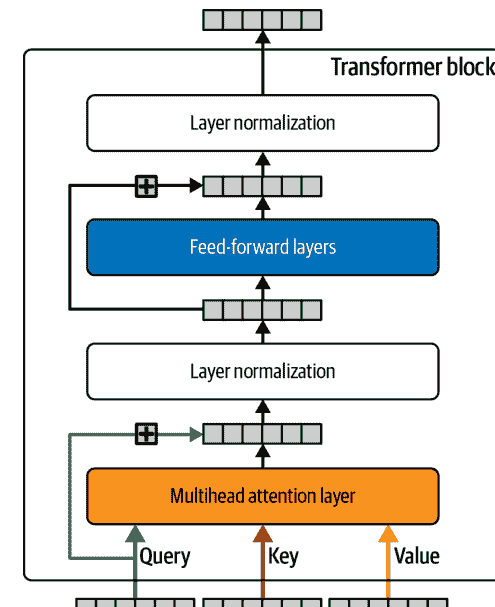 Transformer block
Layer normalization
Feed-forward layers
Layer normalization
Multihead attention layer
Query
Key
Value